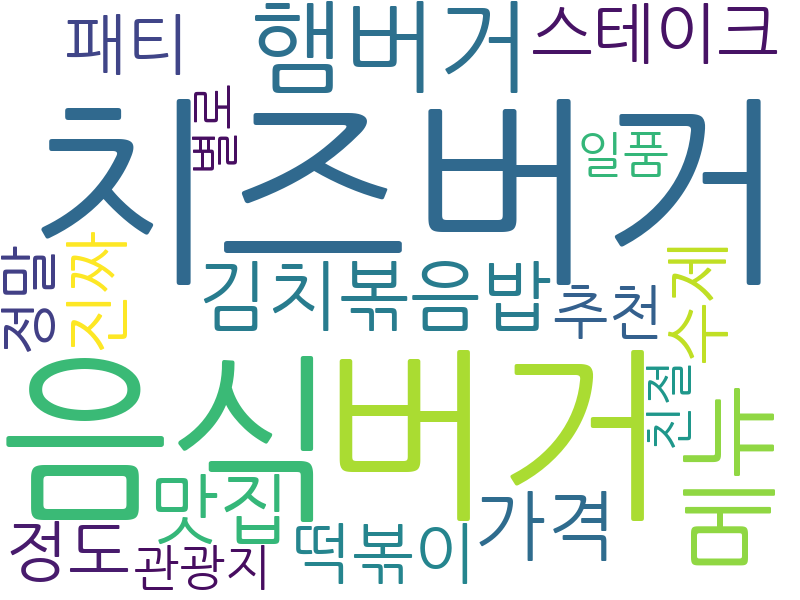 패티
햄버거
스테이크
치즈버거
별로
일품
정말
진짜
김치볶음밥
추천
수제
음식
버거
친절
메뉴
맛집
가격
정도
관광지
떡볶이